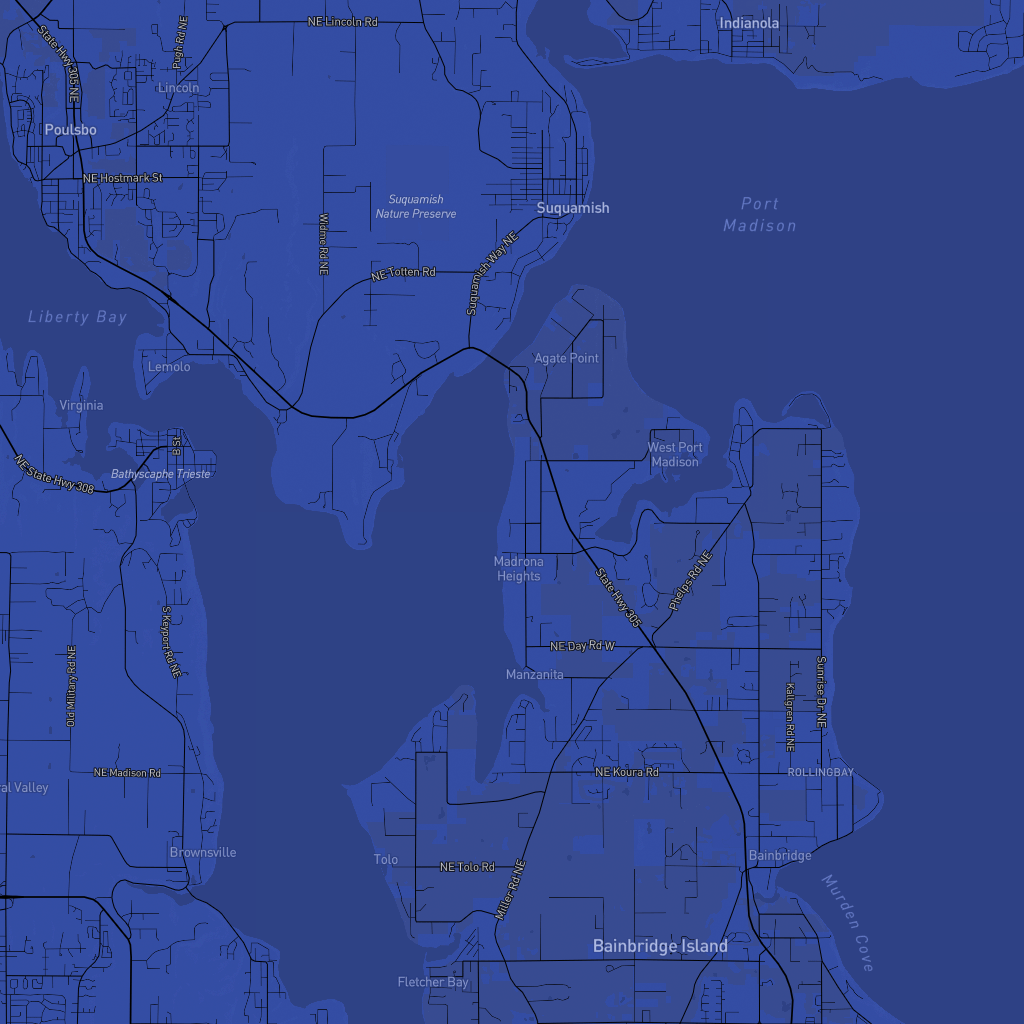 NE Lincoln Rd
Indianola
State Hwy 305 NE
Pugh Rd NE
Lincoln
Poulsbo
NE Hostmark St
Suquamish
Nature Preserve
Suquamish
Port
Madison
Widme Rd NE
Suquamish Way NE
NE Totten Rd
Liberty Bay
Agate Point
Lemolo
Virginia
B St
West Port
Madison
Bathyscaphe Trieste
NE State Hwy 308
Madrona
Heights
State Hwy 305
Phelps Rd NE
S Keyport Rd NE
NE Day Rd W
Old Military Rd NE
Manzanita
Sunrise Dr NE
Kallgren Rd NE
NE Madison Rd
NE Koura Rd
ROLLINGBAY
al Valley
Brownsville
Tolo
NE Tolo Rd
Bainbridge
Miller Rd NE
Murden Cove
Bainbridge Island
Fletcher Bay